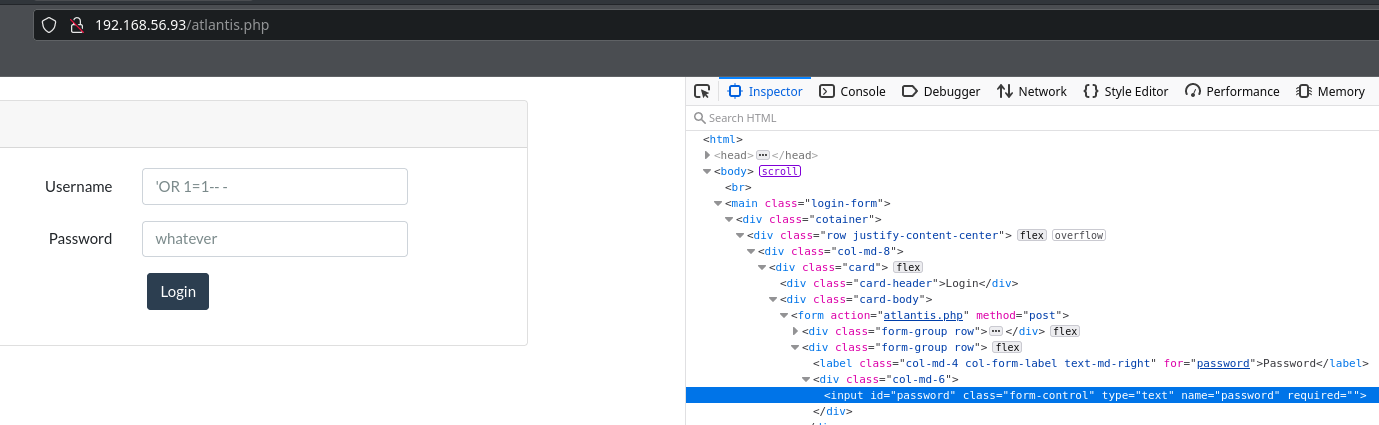 192.168.56.93/atlantis.php
Inspector Console Debugger Network Style Editor Performance Memory
Search HTML
Username 'OR 1=1-- -
Password whatever
Login
<html>
<head> ··· </head>
<body> scroll
<br>
<main class="login-form">
<div class="cotainer">
<div class="row justify-content-center"> flex overflow
<div class="col-md-8">
<div class="card"> flex
<div class="card-header">Login</div>
<div class="card-body">
<form action="atlantis.php" method="post">
<div class="form-group row"> ··· </div> flex
<div class="form-group row"> flex
<label class="col-md-4 col-form-label text-md-right" for="password">Password</label>
<div class="col-md-6">
<input id="password" class="form-control" type="text" name="password" required="">
</div>